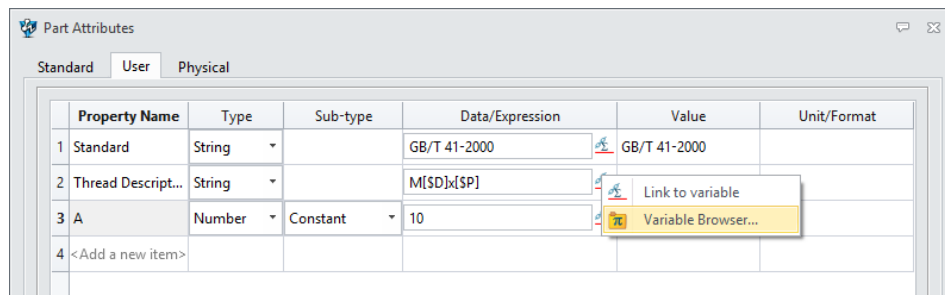 Part Attributes
Standard User Physical
Property Name Type Sub-type Data/Expression Value Unit/Format
1 Standard String GB/T 41-2000 GB/T 41-2000
2 Thread Descript... String M[$D]x[$P]
Link to variable
3 A Number Constant 10
Variable Browser...
4 <Add a new item>